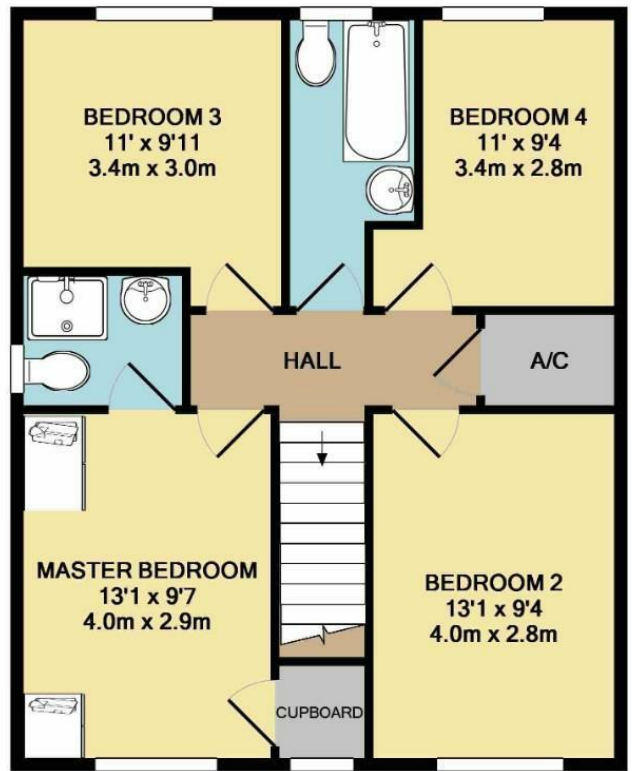 BEDROOM 3
11' x 9'11
3.4m x 3.0m
BEDROOM 4
11' x 9'4
3.4m x 2.8m
HALL
A/C
MASTER BEDROOM
13'1 x 9'7
4.0m x 2.9m
BEDROOM 2
13'1 x 9'4
4.0m x 2.8m
CUPBOARD